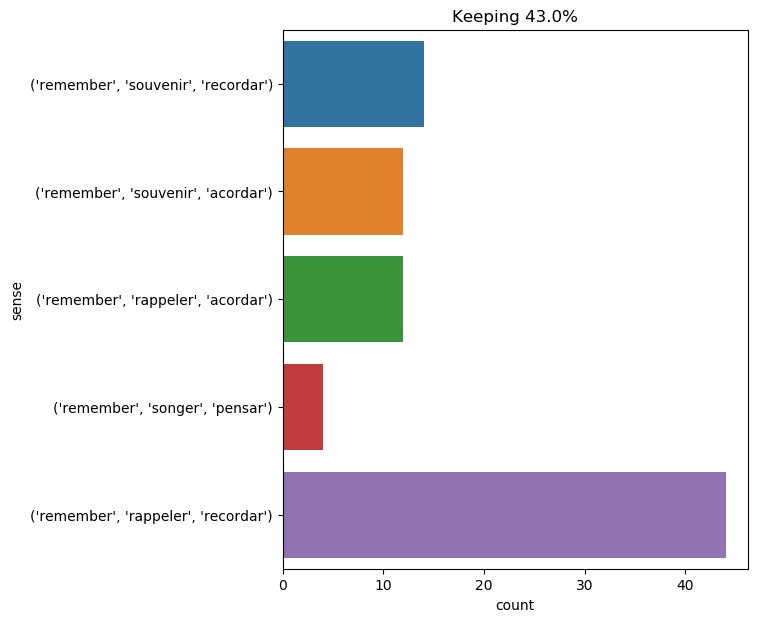 Keeping 43.0%
('remember', 'souvenir', 'recordar')
('remember', 'souvenir', 'acordar')
('remember', 'rappeler', 'acordar')
('remember', 'songer', 'pensar')
('remember', 'rappeler', 'recordar')
sense
0 10 20 30 40
count